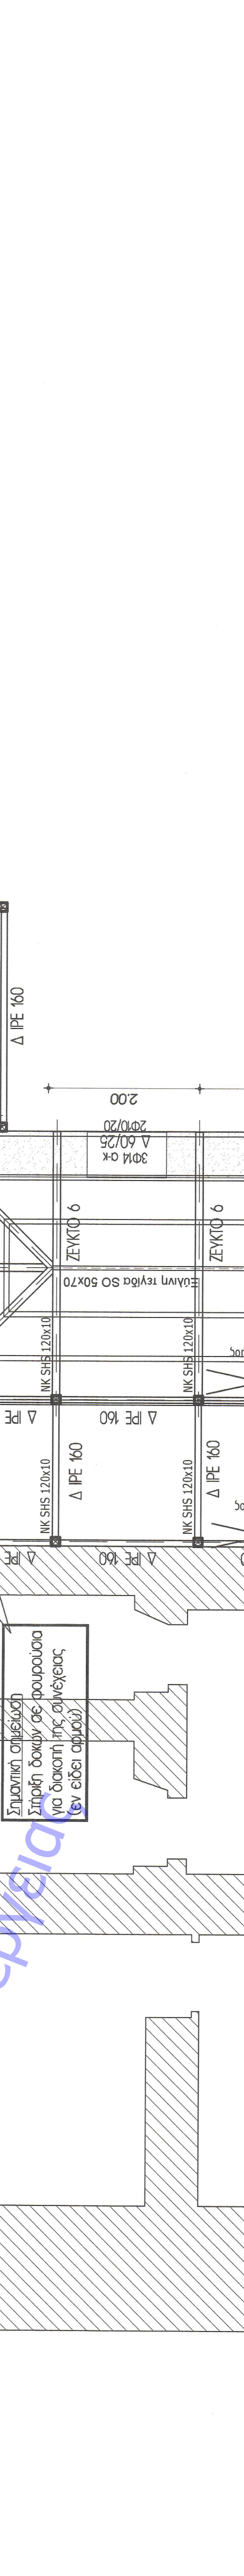 Δ IPE 160
2.00
2Φ10/20
Δ 60/25
3Φ14 α-κ
ΖΕΥΚΤΟ 6
ΖΕΥΚΤΟ 6
Ξύλινη τεγίδα SO 50x70
NK SHS 120x10
NK SHS 120x10
Δ IPE
Δ IPE 160
Δ IPE 160
Δ IPE 160
NK SHS 120x10
NK SHS 120x10
Δ IPE
Δ IPE 160
Σημαντική σημείωση
Στήριξη δοκών σε φουρούσια
για διακοπή της συνέχειας
(εν είδει αρμού)